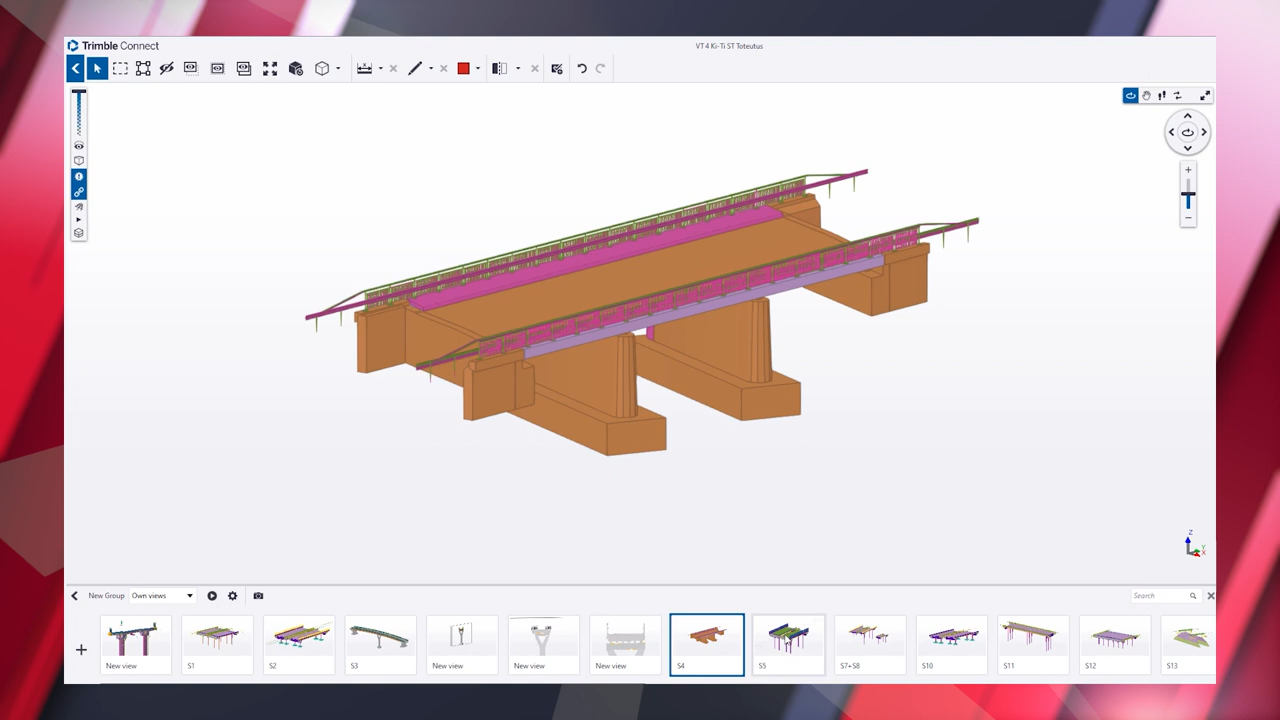 Trimble Connect
VT4 Ki-Ti ST Toteutus
Z
Y
X
New Group
Own views
Search
New view
S1
S2
S3
New view
New view
New view
S4
S5
S7+S8
S10
S11
S12
S13